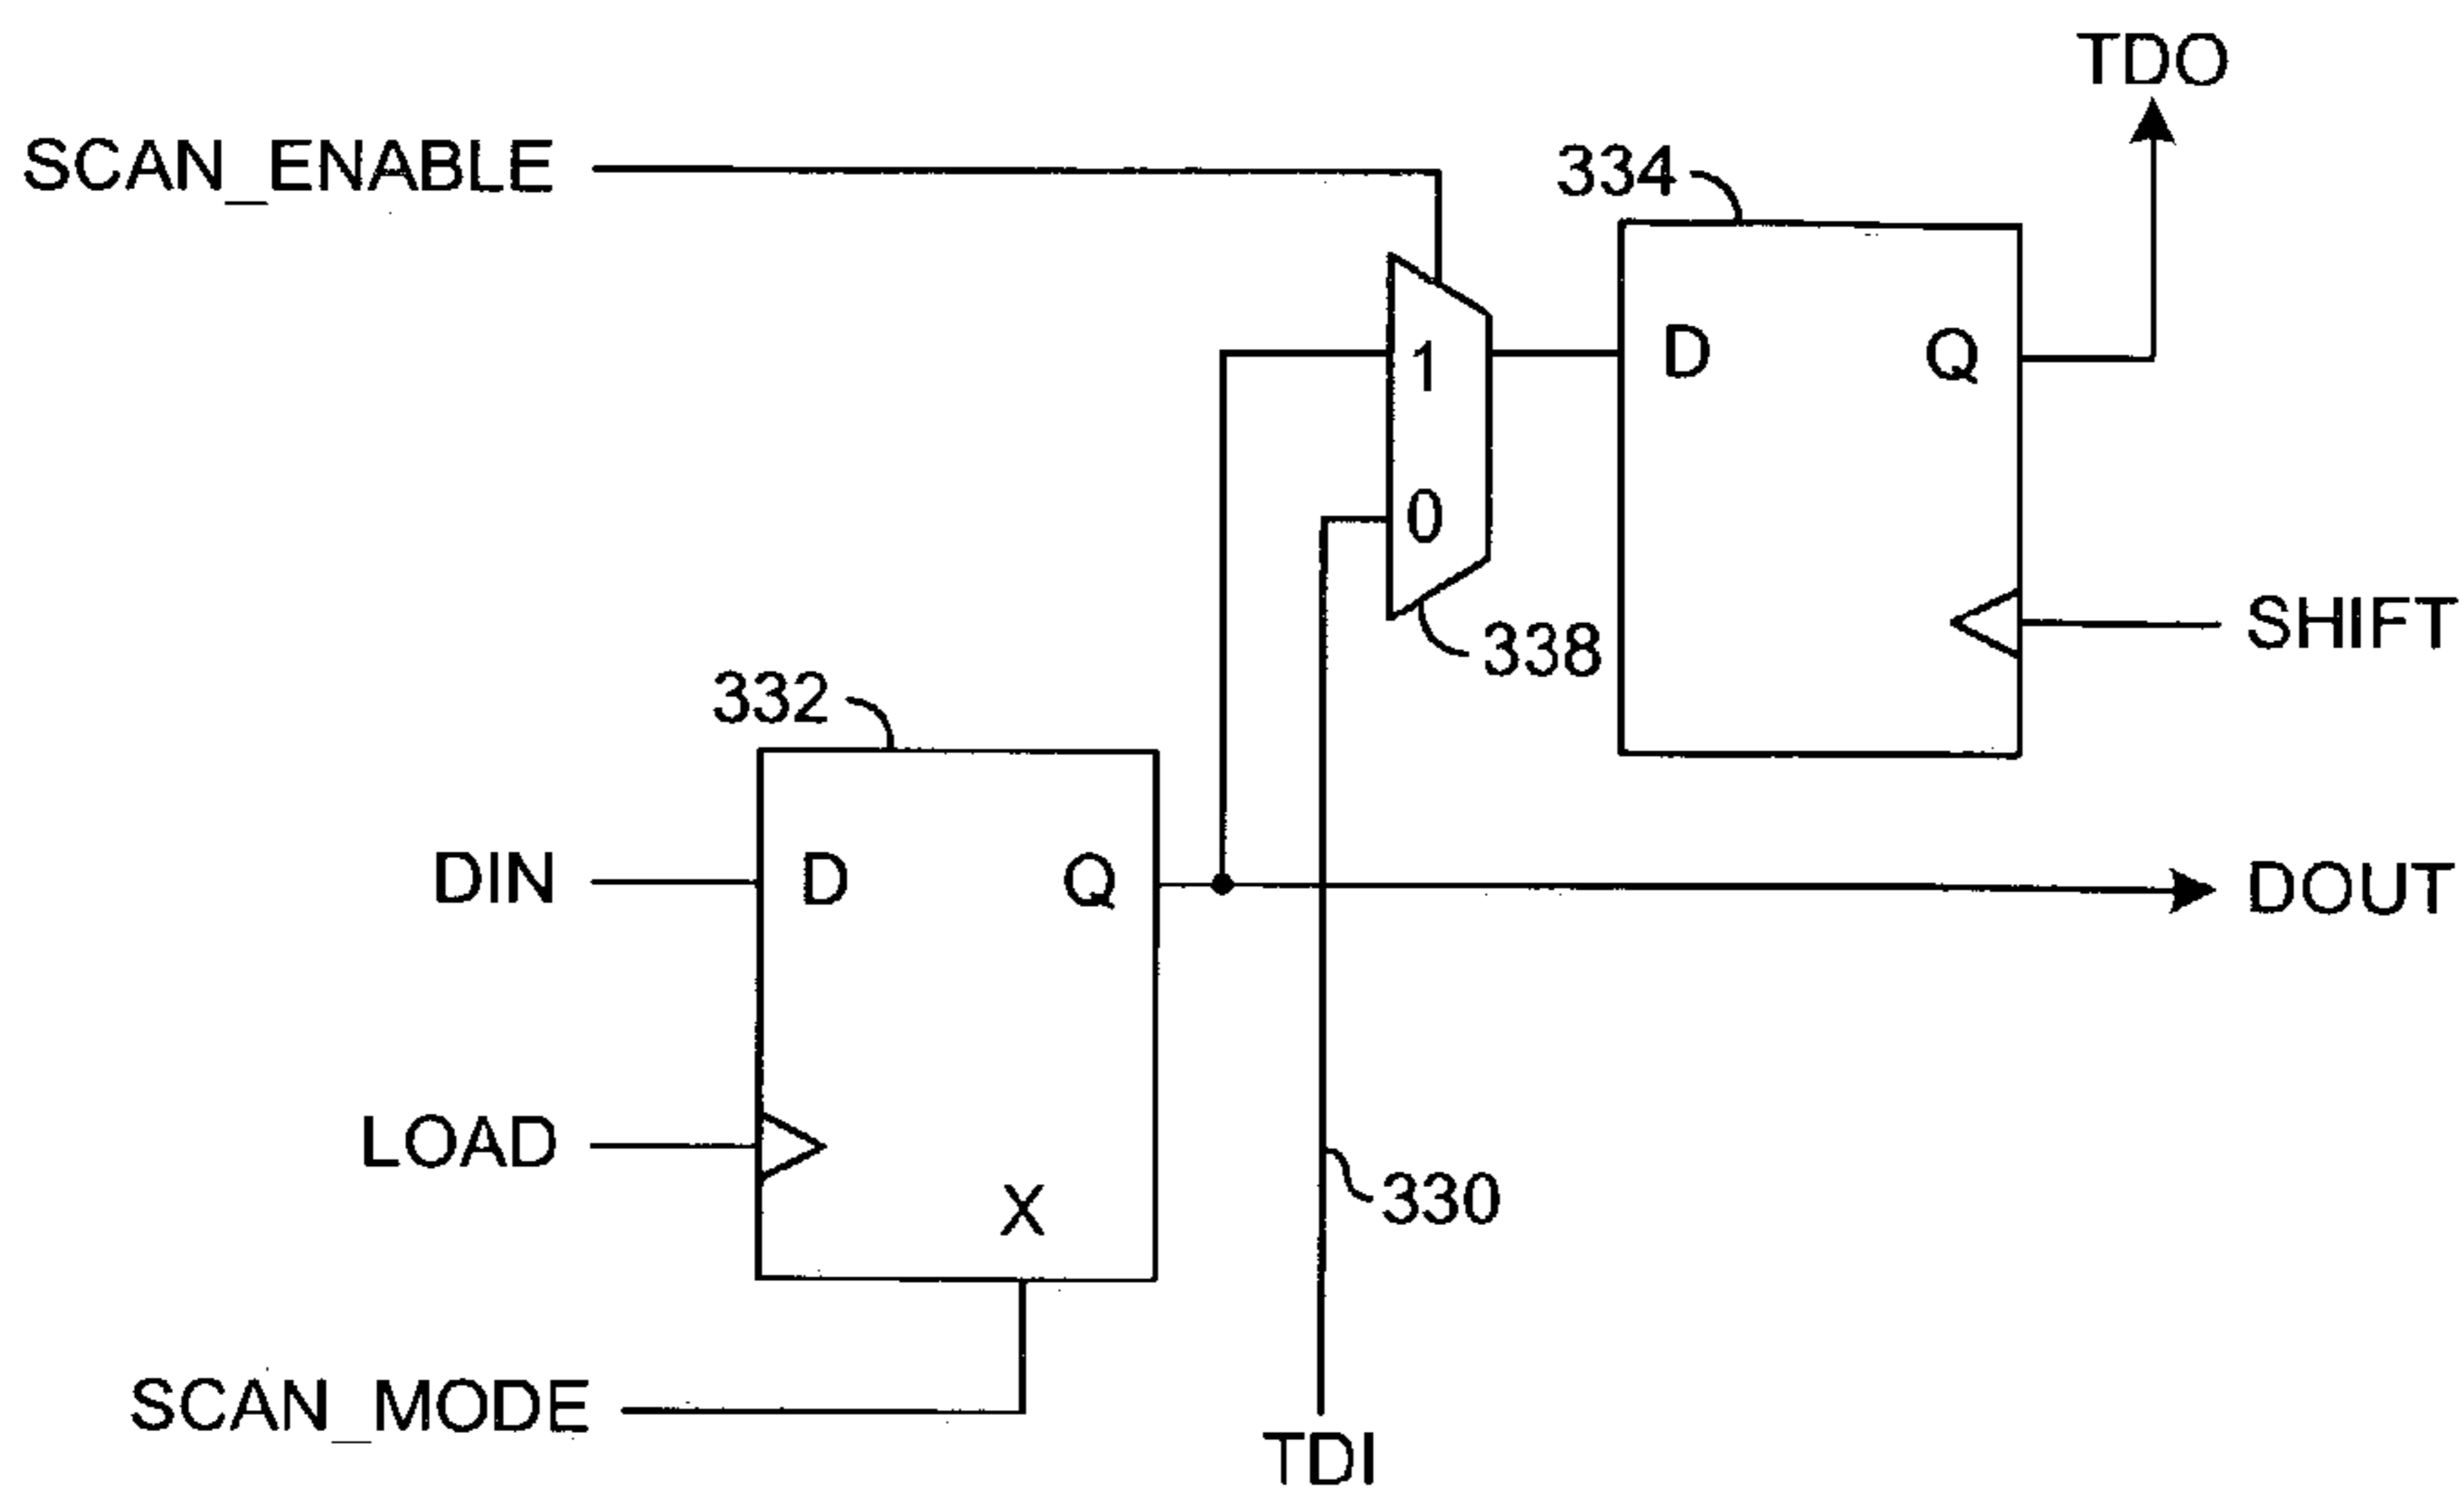 TDO
SCAN_ENABLE
334
1
D
Q
0
SHIFT
338
332
DIN
D
Q
DOUT
LOAD
X
330
SCAN_MODE
TDI